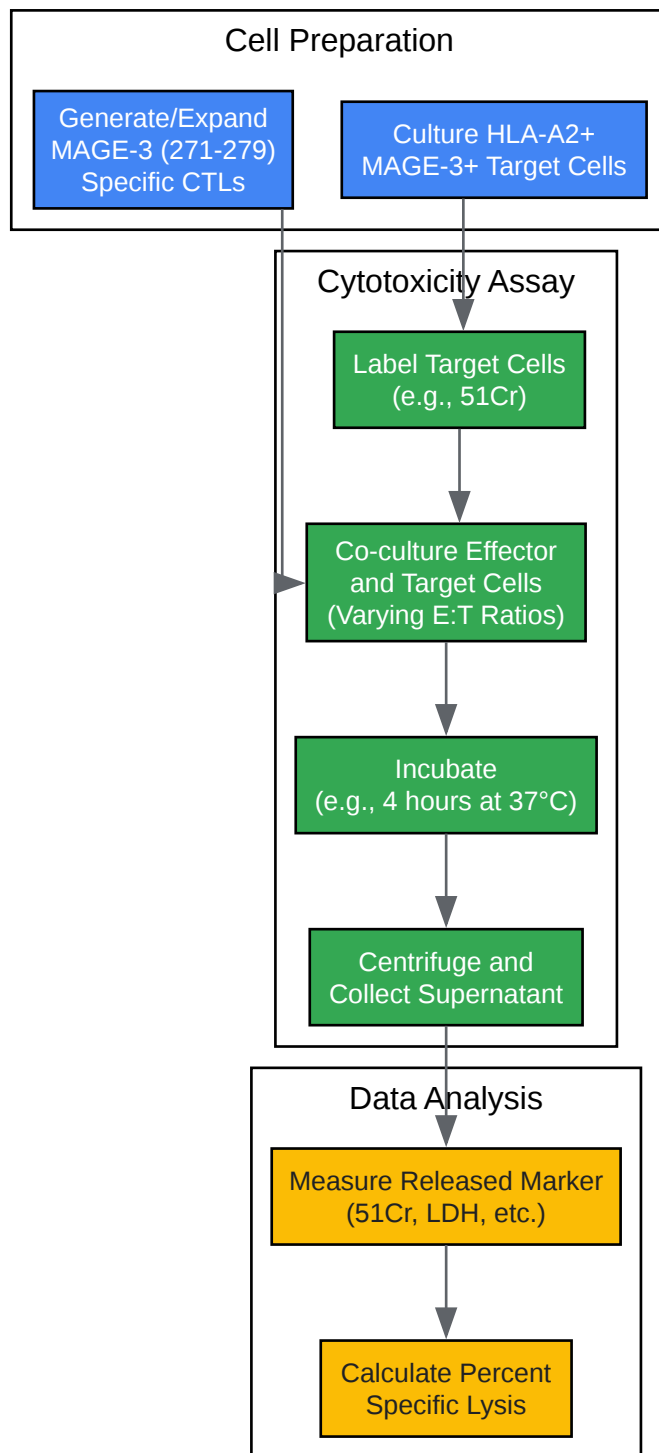 Cell Preparation
Generate/Expand
MAGE-3 (271-279)
Specific CTLs
Culture HLA-A2+
MAGE-3+ Target Cells
Cytotoxicity Assay
Label Target Cells
(e.g., 51Cr)
Co-culture Effector
and Target Cells
(Varying E:T Ratios)
Incubate
(e.g., 4 hours at 37°C)
Centrifuge and
Collect Supernatant
Data Analysis
Measure Released Marker
(51Cr, LDH, etc.)
Calculate Percent
Specific Lysis